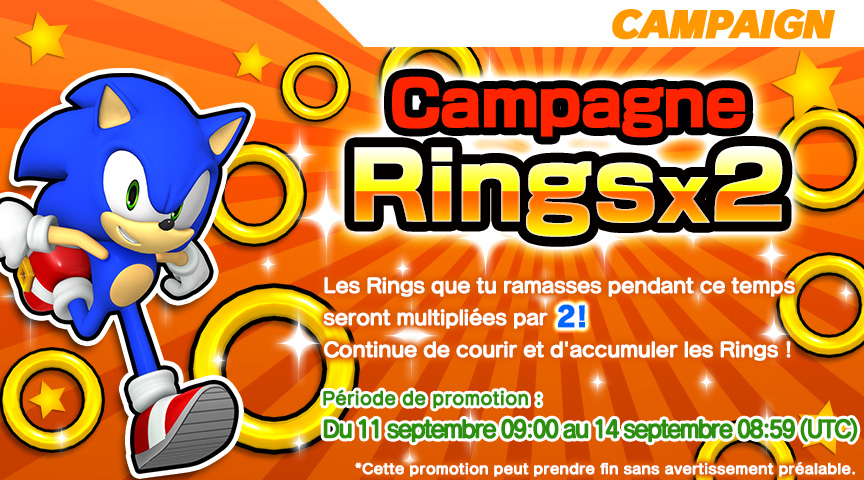 CAMPAIGN
Campagne
Ringsx2
Les Rings que tu ramasses pendant ce temps
seront multipliées par 2!
Continue de courir et d'accumuler les Rings !
Période de promotion :
Du 11 septembre 09:00 au 14 septembre 08:59 (UTC)
*Cette promotion peut prendre fin sans avertissement préalable.